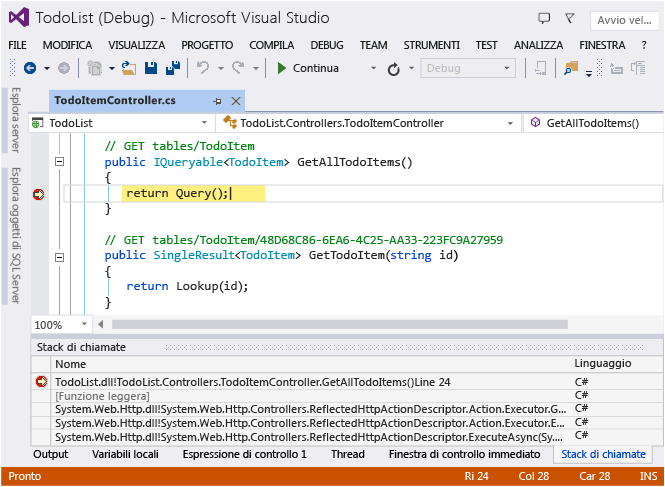 TodoList (Debug) - Microsoft Visual Studio
Avvio vel...
FILE MODIFICA VISUALIZZA PROGETTO COMPILA DEBUG TEAM STRUMENTI TEST ANALIZZA FINESTRA ?
Continua Debug
Esplora server
Esplora oggetti di SQL Server
TodoItemController.cs
TodoList TodoList.Controllers.TodoItemController GetAllTodoItems()
// GET tables/TodoItem
public IQueryable<TodoItem> GetAllTodoItems()
{
return Query();
}
// GET tables/TodoItem/48D68C86-6EA6-4C25-AA33-223FC9A27959
public SingleResult<TodoItem> GetTodoItem(string id)
{
return Lookup(id);
}
100%
Stack di chiamate
Nome Linguaggio
TodoList.dll!TodoList.Controllers.TodoItemController.GetAllTodoItems()Line 24 C#
[Funzione leggera] C#
System.Web.Http.dll!System.Web.Http.Controllers.ReflectedHttpActionDescriptor.Action.Executor.G... C#
System.Web.Http.dll!System.Web.Http.Controllers.ReflectedHttpActionDescriptor.Action.Executor.E... C#
System.Web.Http.dll!System.Web.Http.Controllers.ReflectedHttpActionDescriptor.ExecuteAsync(Sy.... C#
Output Variabili locali Espressione di controllo 1 Thread Finestra di controllo immediato Stack di chiamate
Pronto Ri 24 Col 28 Car 28 INS